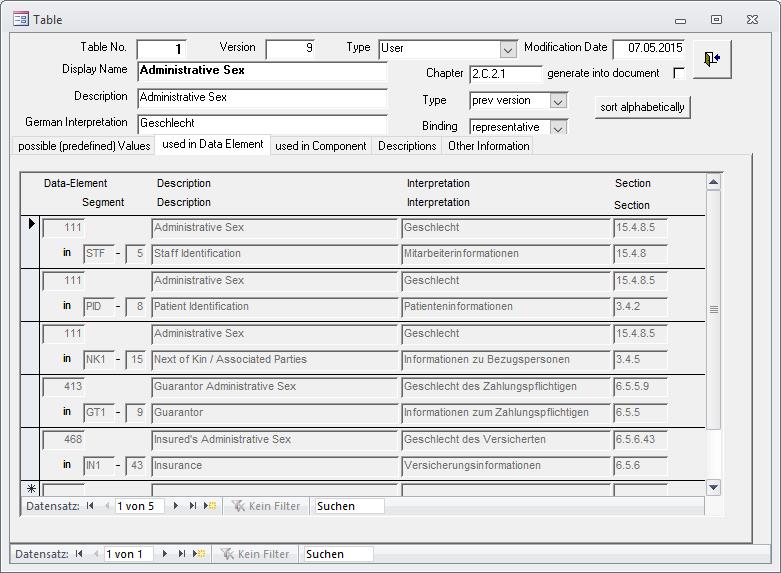 Table
Table No. 1 Version 9 Type User Modification Date 07.05.2015
Display Name Administrative Sex
Chapter 2.C.2.1 generate into document
Description Administrative Sex
Type prev version sort alphabetically
German Interpretation Geschlecht
Binding representative
possible (predefined) Values used in Data Element used in Component Descriptions Other Information
Data-Element Description Interpretation Section
Segment Description Interpretation Section
111 Administrative Sex Geschlecht 15.4.8.5
in STF - 5 Staff Identification Mitarbeiterinformationen 15.4.8
111 Administrative Sex Geschlecht 15.4.8.5
in PID - 8 Patient Identification Patienteninformationen 3.4.2
111 Administrative Sex Geschlecht 15.4.8.5
in NK1 - 15 Next of Kin / Associated Parties Informationen zu Bezugspersonen 3.4.5
413 Guarantor Administrative Sex Geschlecht des Zahlungspflichtigen 6.5.5.9
in GT1 - 9 Guarantor Informationen zum Zahlungspflichtigen 6.5.5
468 Insured's Administrative Sex Geschlecht des Versicherten 6.5.6.43
in IN1 - 43 Insurance Versicherungsinformationen 6.5.6
Datensatz: 1 von 5 Kein Filter Suchen
Datensatz: 1 von 1 Kein Filter Suchen